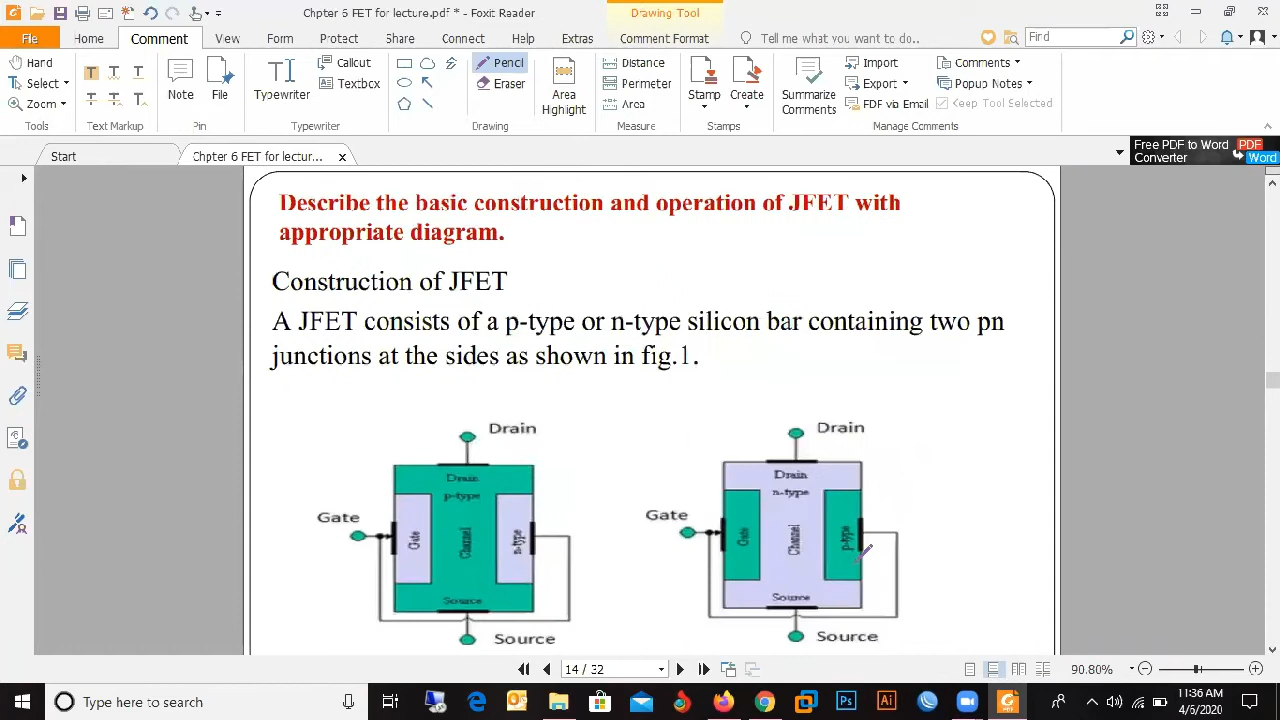 Chpter 6 FET for lecture.pdf * - Foxit Reader
Drawing Tool
File Home Comment View Form Protect Share Connect Help Extras Comment Format Tell me what you want to do.. Find
Hand
Select
Zoom
Tools
Text Markup
Note
File
Pin
Typewriter
Callout
Textbox
Typewriter
Pencil
Eraser
Drawing
Area
Highlight
Distance
Perimeter
Area
Measure
Stamp
Create
Stamps
Summarize
Comments
Import
Export
FDF via Email
Comments
Popup Notes
Keep Tool Selected
Manage Comments
Start
Chpter 6 FET for lectur...
Free PDF to Word
Converter
PDF
Word
Describe the basic construction and operation of JFET with
appropriate diagram.
Construction of JFET
A JFET consists of a p-type or n-type silicon bar containing two pn
junctions at the sides as shown in fig.1.
Drain
Drain
p-type
Gate
Gate
Channel
n-type
Source
Source
Drain
Drain
n-type
Gate
Gate
Channel
p-type
Source
Source
14 / 32
90.80%
Type here to search
11:36 AM
4/5/2020